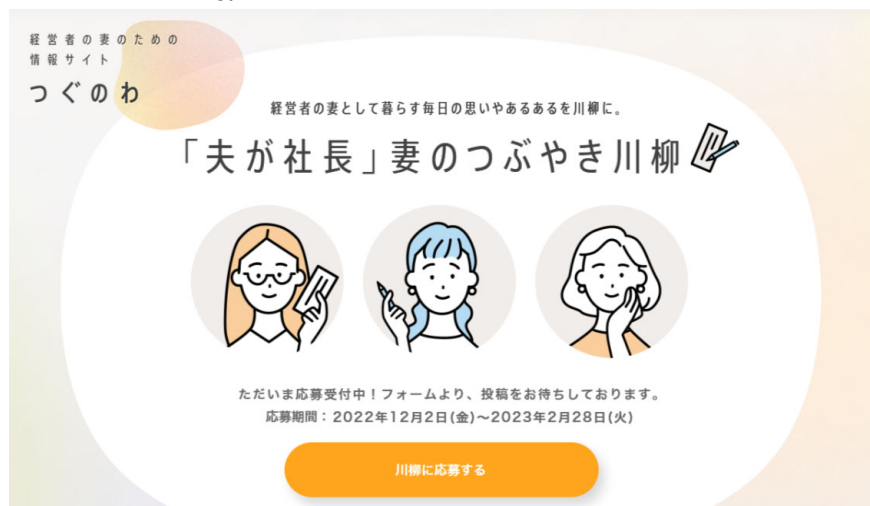 経営者の妻のための
情報サイト
つぐのわ
経営者の妻として暮らす毎日の思いやあるあるを川柳に。
「夫が社長」妻のつぶやき川柳
ただいま応募受付中！フォームより、投稿をお待ちしております。
応募期間：2022年12月2日(金)〜2023年2月28日(火)
川柳に応募する